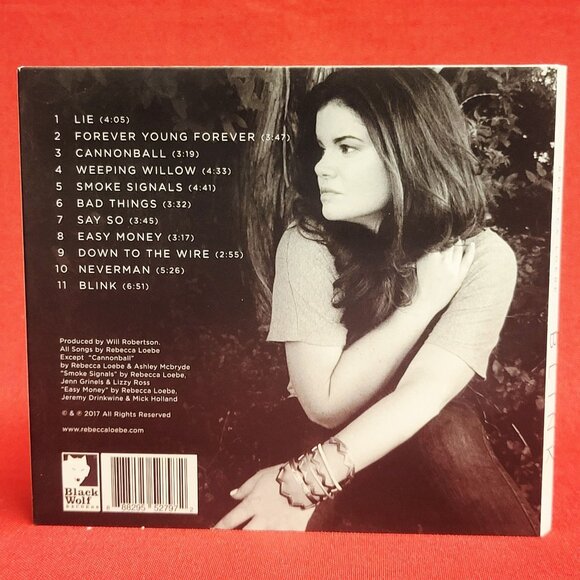 1 LIE (4:05)
2 FOREVER YOUNG FOREVER (3:47)
3 CANNONBALL (3:19)
4 WEEPING WILLOW (4:33)
5 SMOKE SIGNALS (4:41)
6 BAD THINGS (3:32)
7 SAY SO (3:45)
8 EASY MONEY (3:17)
9 DOWN TO THE WIRE (2:55)
10 NEVERMAN (5:26)
11 BLINK (6:51)
Produced by Will Robertson.
All Songs by Rebecca Loebe
Except "Cannonball"
by Rebecca Loebe & Ashley Mcbryde
"Smoke Signals" by Rebecca Loebe,
Jenn Grinels & Lizzy Ross
"Easy Money" by Rebecca Loebe,
Jeremy Drinkwine & Mick Holland
© & ℗ 2017 All Rights Reserved
www.rebeccaloebe.com
Black
Wolf
RECORDS
8 88295 52797 2
BLINK